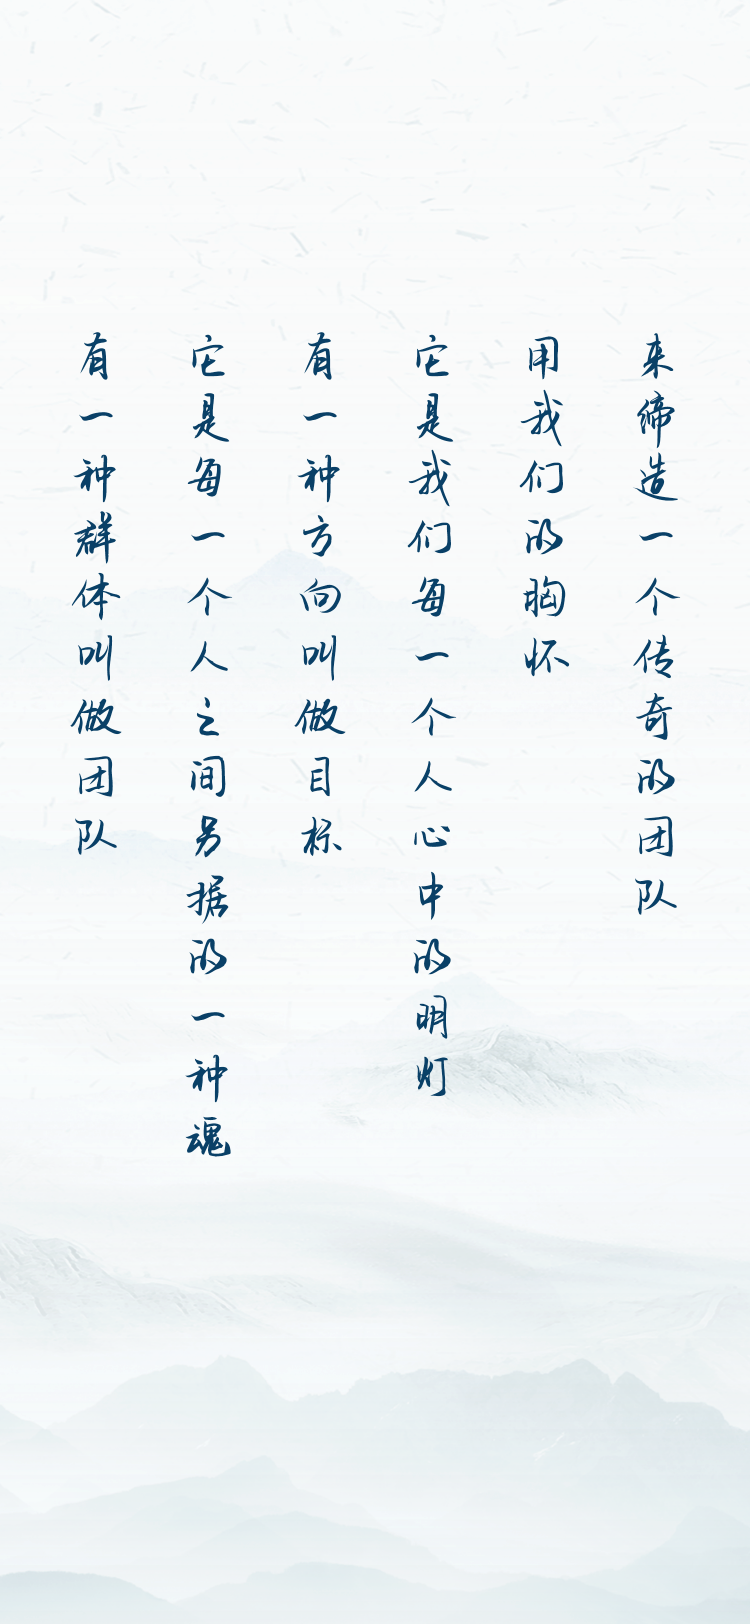 有一种群体叫做团队
它是每一个人之间另据的一种魂
有一种方向叫做目标
它是我们每一个人心中的明灯
用我们的胸怀
来缔造一个传奇的团队